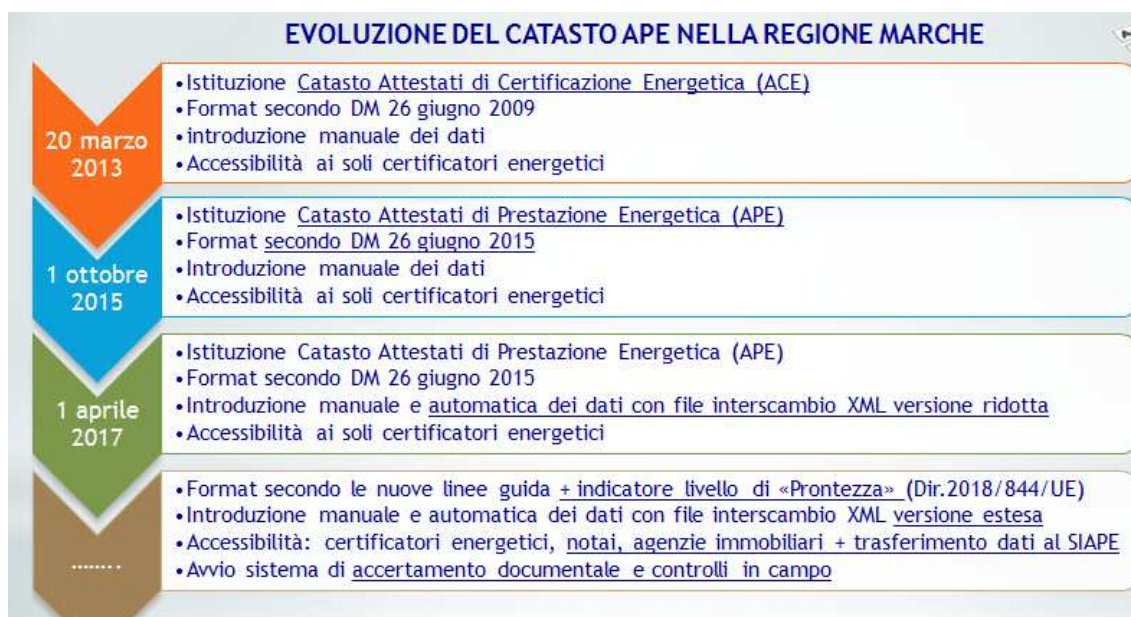 EVOLUZIONE DEL CATASTO APE NELLA REGIONE MARCHE
20 marzo
2013
•Istituzione Catasto Attestati di Certificazione Energetica (ACE)
•Format secondo DM 26 giugno 2009
•introduzione manuale dei dati
•Accessibilità ai soli certificatori energetici
1 ottobre
2015
•Istituzione Catasto Attestati di Prestazione Energetica (APE)
•Format secondo DM 26 giugno 2015
•Introduzione manuale dei dati
•Accessibilità ai soli certificatori energetici
1 aprile
2017
•Istituzione Catasto Attestati di Prestazione Energetica (APE)
•Format secondo DM 26 giugno 2015
•Introduzione manuale e automatica dei dati con file interscambio XML versione ridotta
•Accessibilità ai soli certificatori energetici
........
•Format secondo le nuove linee guida + indicatore livello di «Prontezza» (Dir.2018/844/UE)
•Introduzione manuale e automatica dei dati con file interscambio XML versione estesa
•Accessibilità: certificatori energetici, notai, agenzie immobiliari + trasferimento dati al SIAPE
•Avvio sistema di accertamento documentale e controlli in campo